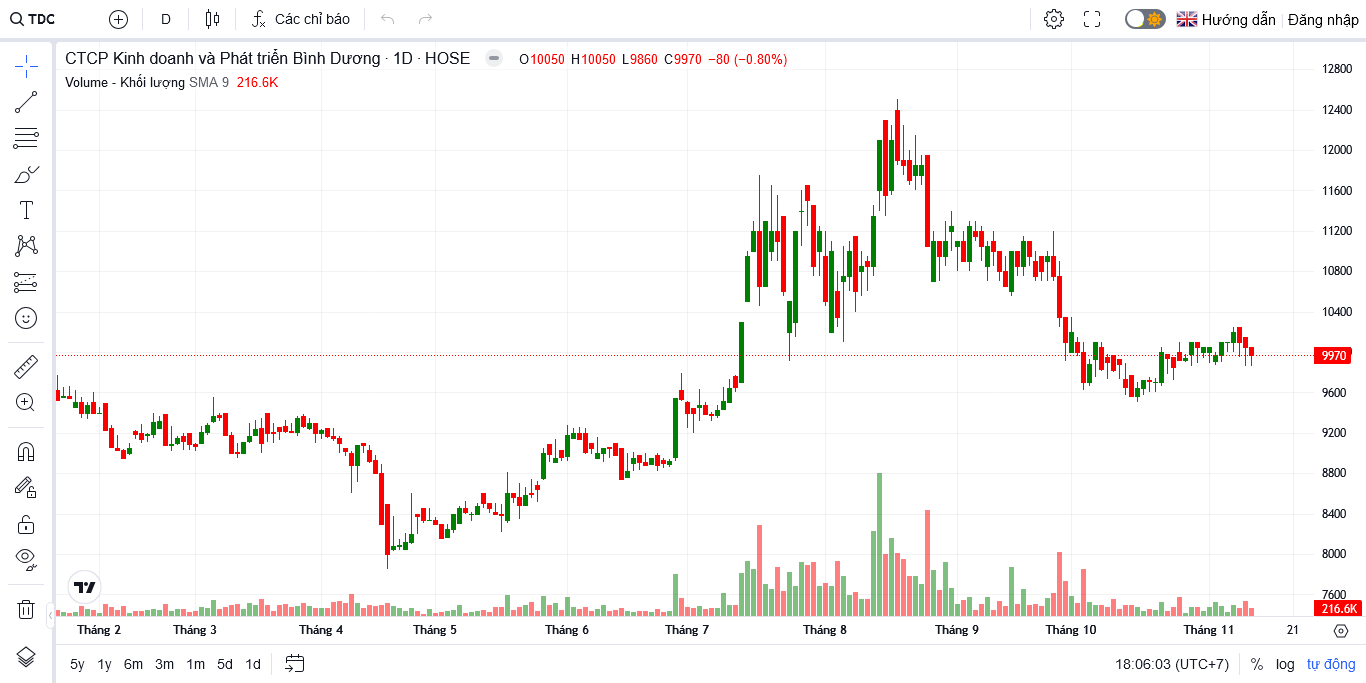 TDC D Các chỉ báo Hướng dẫn Đăng nhập
CTCP Kinh doanh và Phát triển Bình Dương · 1D · HOSE O10050 H10050 L9860 C9970 −80 (−0.80%)
Volume - Khối lượng SMA 9 216.6K
12800
12400
12000
11600
11200
10800
10400
9970
9600
9200
8800
8400
8000
7600
216.6K
Tháng 2 Tháng 3 Tháng 4 Tháng 5 Tháng 6 Tháng 7 Tháng 8 Tháng 9 Tháng 10 Tháng 11 21
5y 1y 6m 3m 1m 5d 1d 18:06:03 (UTC+7) % log tự động